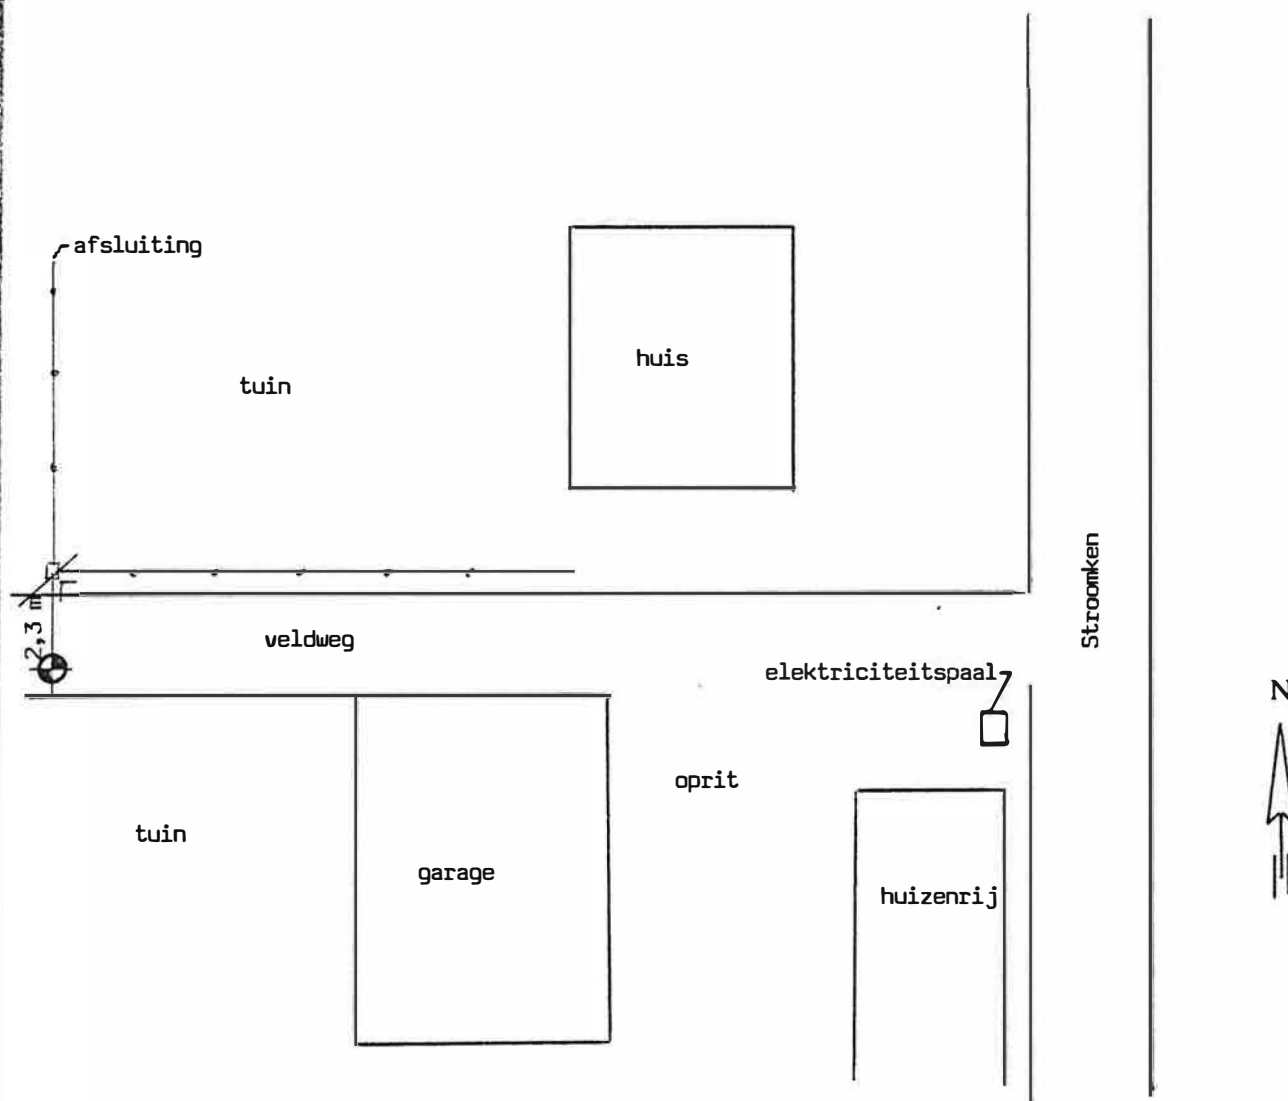 afsluiting
huis
tuin
Stroomken
2,3 m
veldweg
elektriciteitspaal
N
oprit
tuin
garage
huizenrij